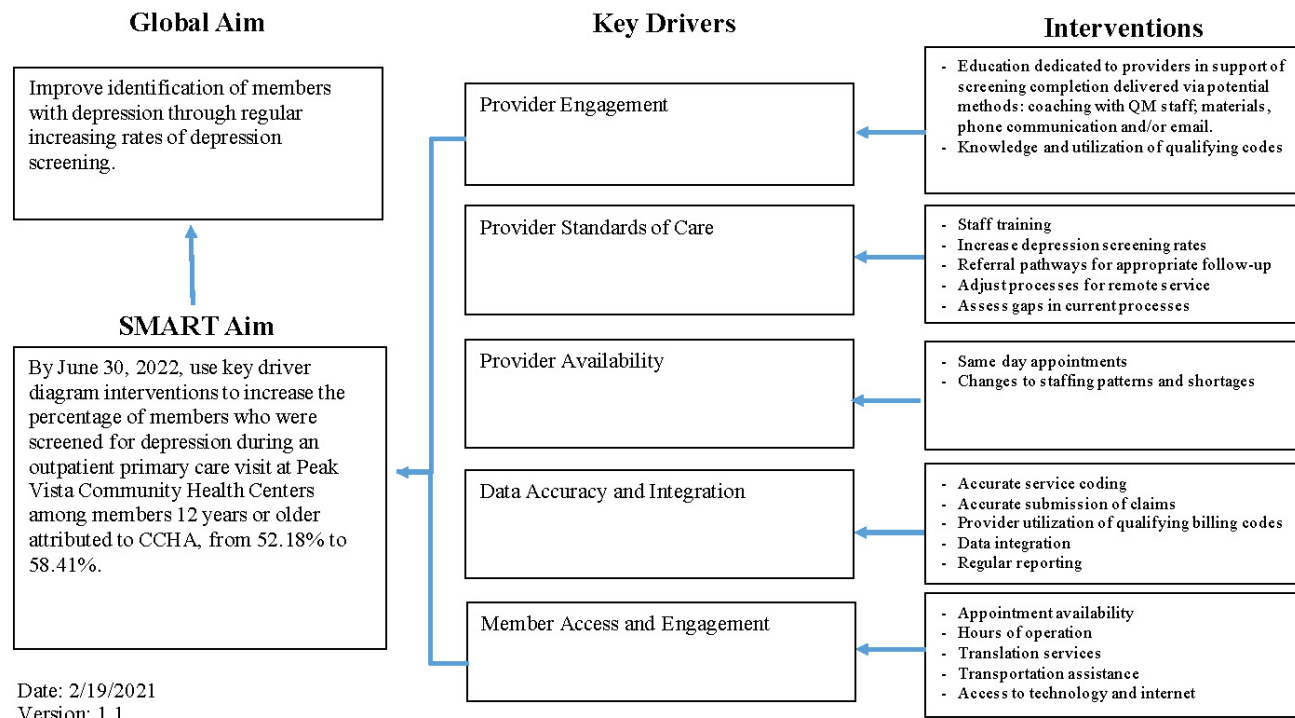 Global Aim
Improve identification of members
with depression through regular
increasing rates of depression
screening.
SMART Aim
By June 30, 2022, use key driver
diagram interventions to increase the
percentage of members who were
screened for depression during an
outpatient primary care visit at Peak
Vista Community Health Centers
among members 12 years or older
attributed to CCHA, from 52.18% to
58.41%.
Date: 2/19/2021
Version: 1.1
Key Drivers
Provider Engagement
Provider Standards of Care
Provider Availability
Data Accuracy and Integration
Member Access and Engagement
Interventions
- Education dedicated to providers in support of
screening completion delivered via potential
methods: coaching with QM staff; materials,
phone communication and/or email.
- Knowledge and utilization of qualifying codes
- Staff training
- Increase depression screening rates
- Referral pathways for appropriate follow-up
- Adjust processes for remote service
- Assess gaps in current processes
- Same day appointments
- Changes to staffing patterns and shortages
- Accurate service coding
- Accurate submission of claims
- Provider utilization of qualifying billing codes
- Data integration
- Regular reporting
- Appointment availability
- Hours of operation
- Translation services
- Transportation assistance
- Access to technology and internet